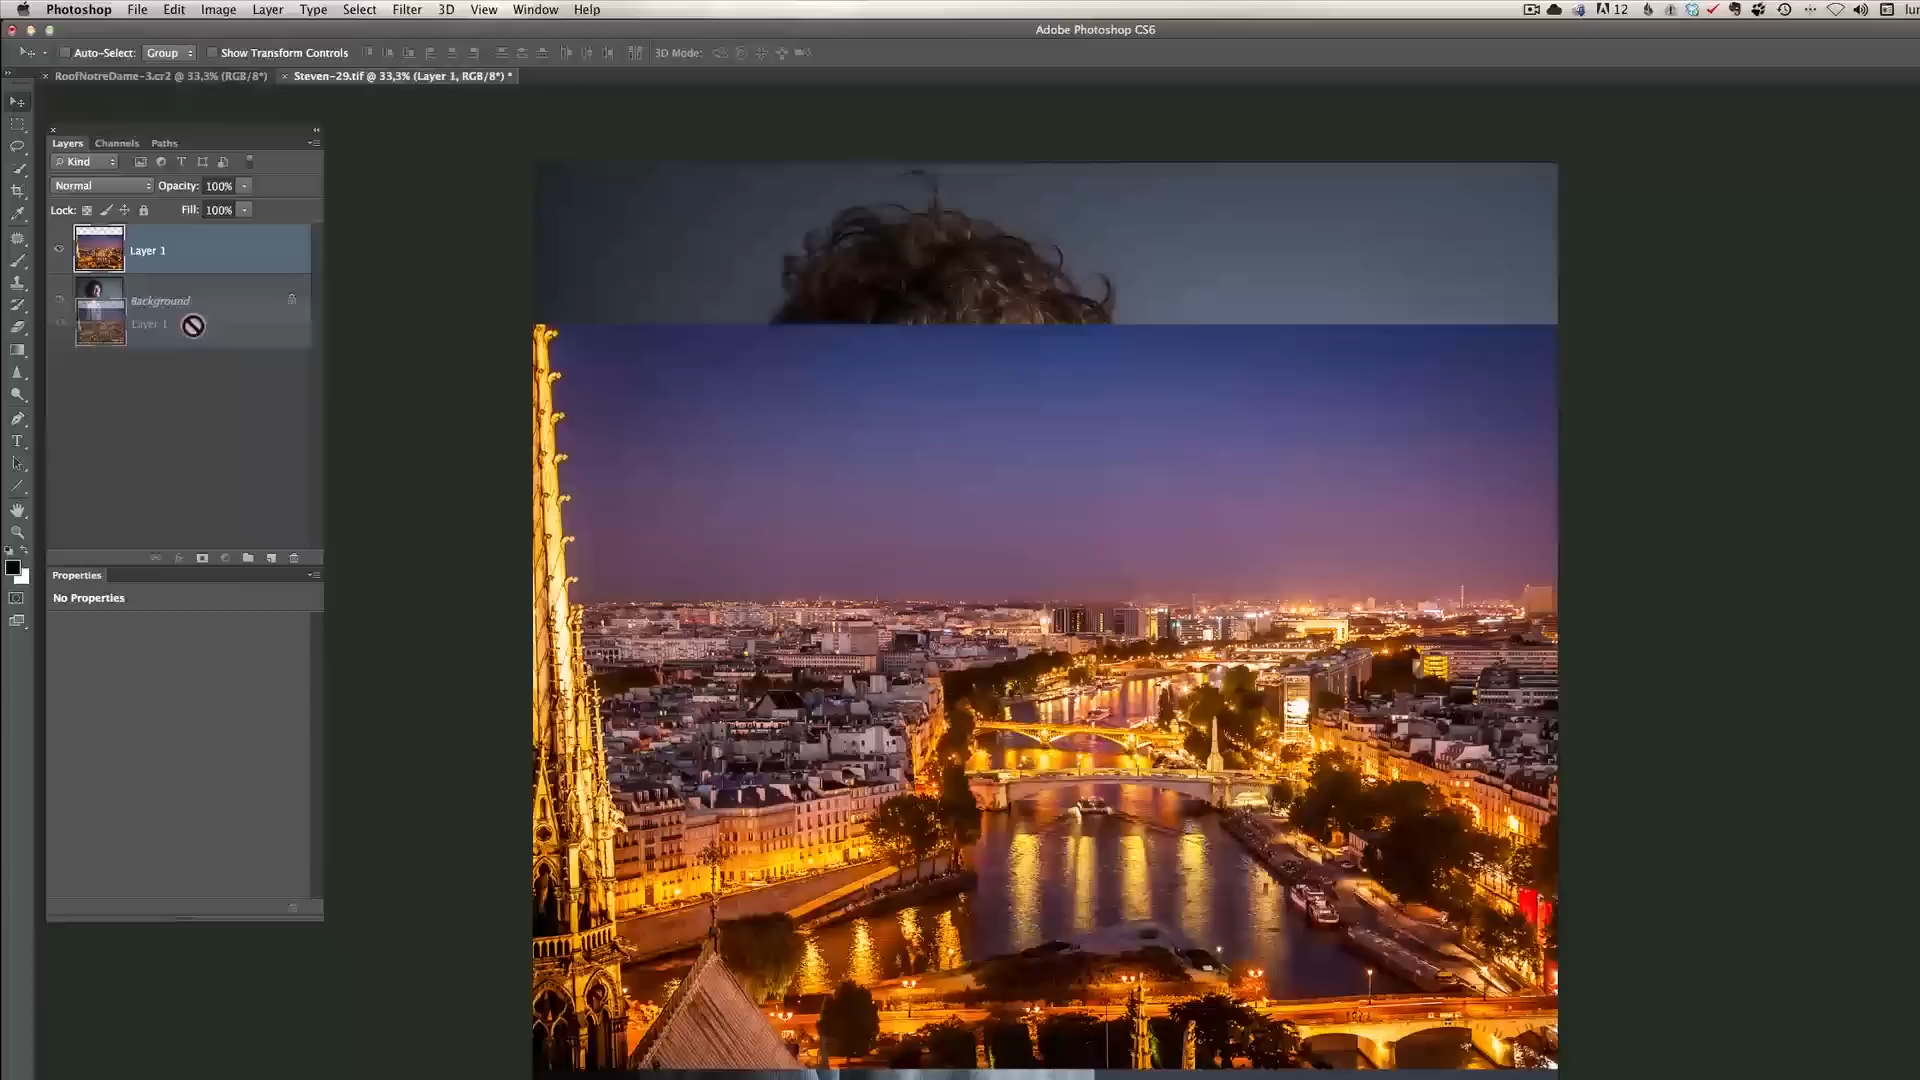 Photoshop File Edit Image Layer Type Select Filter 3D View Window Help 12 lun
Adobe Photoshop CS6
Auto-Select: Group Show Transform Controls 3D Mode:
RoofNotreDame-3.cr2 @ 33,3% (RGB/8*) Steven-29.tif @ 33,3% (Layer 1, RGB/8*) *
Layers Channels Paths
Kind
Normal Opacity: 100%
Lock: Fill: 100%
Layer 1
Background
Layer 1
Properties
No Properties